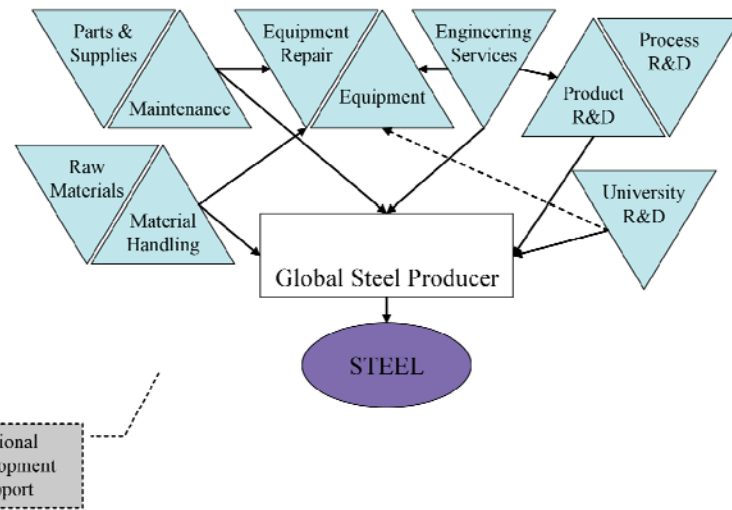 Parts &
Supplies
Maintenance
Equipment
Repair
Equipment
Engineering
Services
Product
R&D
Process
R&D
Raw
Materials
Material
Handling
University
R&D
Global Steel Producer
STEEL
ional
opment
port